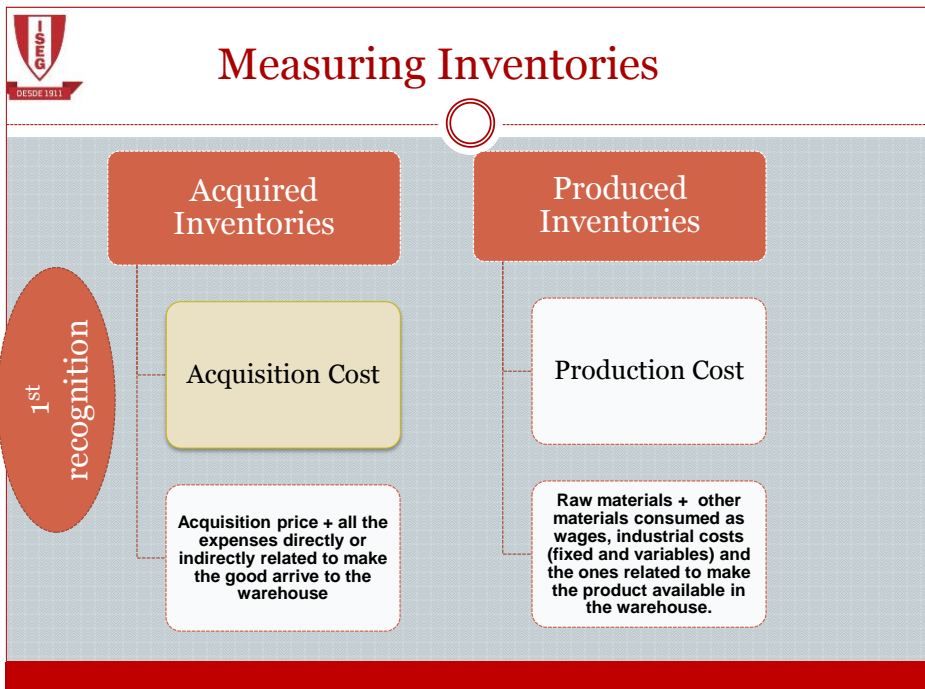 ISEG
DESDE 1911
Measuring Inventories
Acquired
Inventories
Produced
Inventories
1st
recognition
Acquisition Cost
Production Cost
Acquisition price + all the
expenses directly or
indirectly related to make
the good arrive to the
warehouse
Raw materials + other
materials consumed as
wages, industrial costs
(fixed and variables) and
the ones related to make
the product available in
the warehouse.